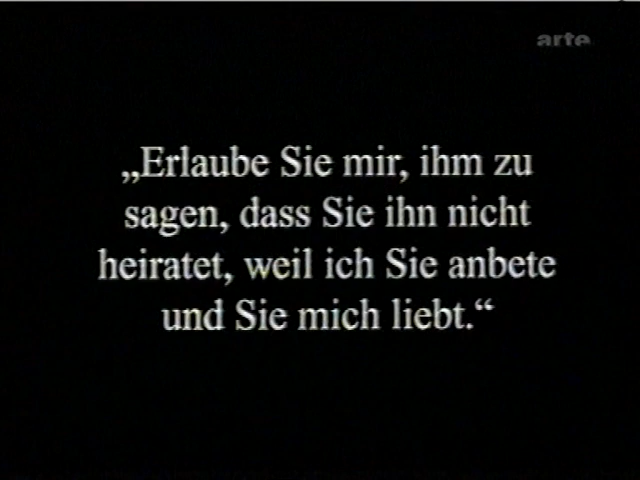 arte
„Erlaube Sie mir, ihm zu
sagen, dass Sie ihn nicht
heiratet, weil ich Sie anbete
und Sie mich liebt.“